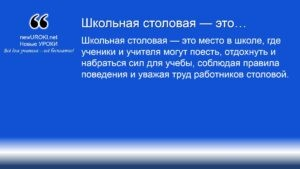 Школьная столовая — это…
Школьная столовая — это место в школе, где
ученики и учителя могут поесть, отдохнуть и
набраться сил для учебы, соблюдая правила
поведения и уважая труд работников столовой.
newUROKI.net
Новые УРОКИ
Всё для учителя – всё бесплатно!